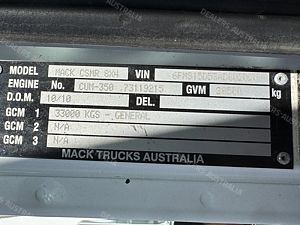 MODEL MACK CSMR 8X4 VIN
ENGINE No. CUM-350 73119215 GVM kg
D.O.M. 10/10 DEL.
GCM 1 33000 KGS - GENERAL
GCM 2 N/A
GCM 3 N/A
MACK TRUCKS AUSTRALIA